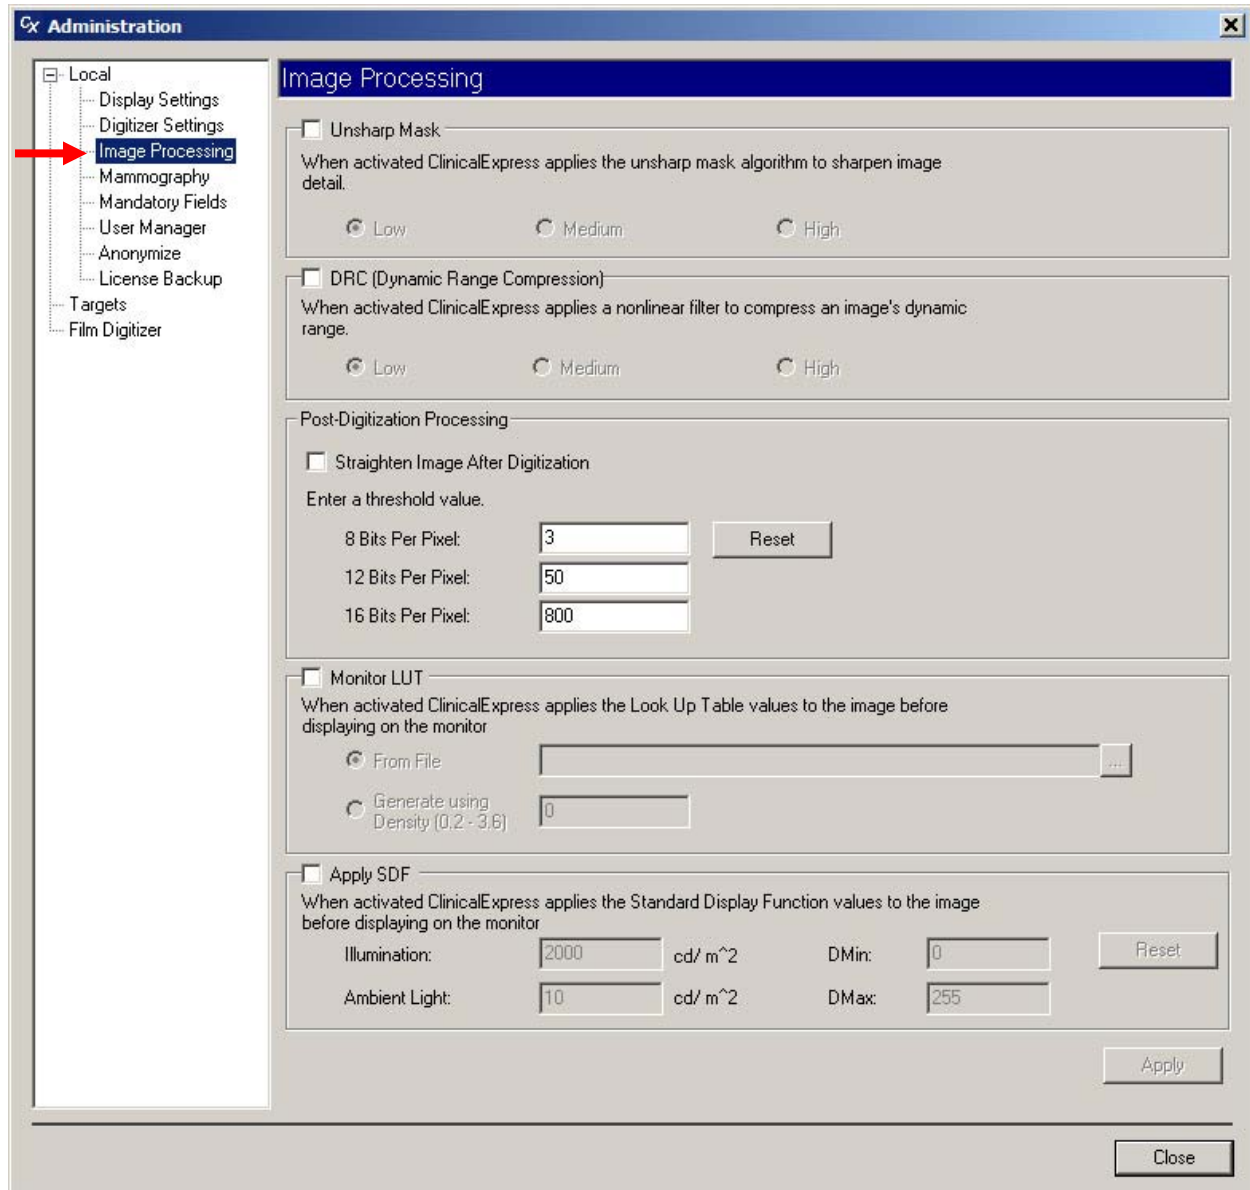 Cx Administration
Local
Display Settings
Digitizer Settings
Image Processing
Mammography
Mandatory Fields
User Manager
Anonymize
License Backup
Targets
Film Digitizer
Image Processing
Unsharp Mask
When activated ClinicalExpress applies the unsharp mask algorithm to sharpen image
detail.
Low Medium High
DRC (Dynamic Range Compression)
When activated ClinicalExpress applies a nonlinear filter to compress an image's dynamic
range.
Low Medium High
Post-Digitization Processing
Straighten Image After Digitization
Enter a threshold value.
8 Bits Per Pixel: 3 Reset
12 Bits Per Pixel: 50
16 Bits Per Pixel: 800
Monitor LUT
When activated ClinicalExpress applies the Look Up Table values to the image before
displaying on the monitor
From File ...
Generate using
Density (0.2 - 3.6) 0
Apply SDF
When activated ClinicalExpress applies the Standard Display Function values to the image
before displaying on the monitor
Illumination: 2000 cd/ m^2 DMin: 0 Reset
Ambient Light: 10 cd/ m^2 DMax: 255
Apply
Close